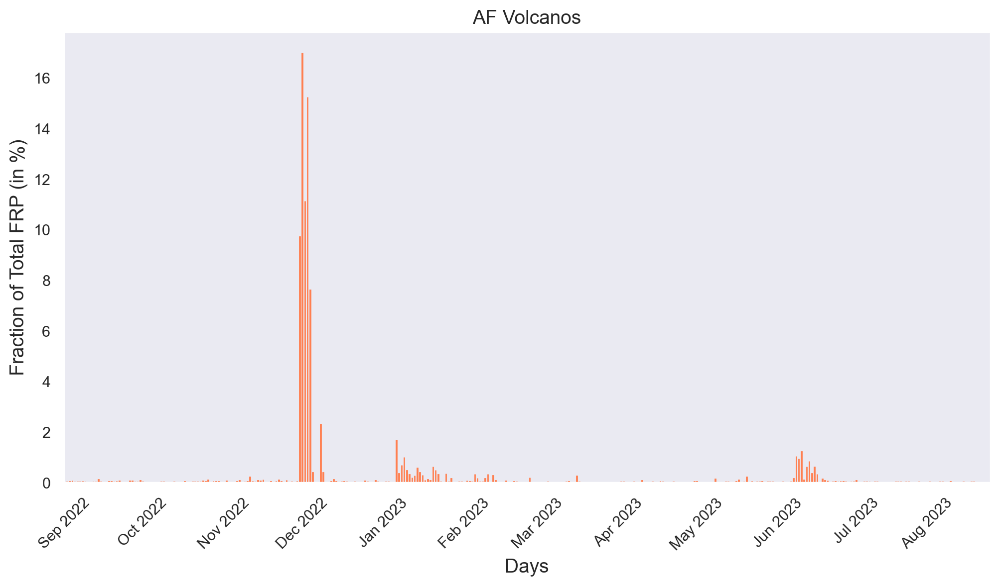 AF Volcanos
Fraction of Total FRP (in %)
16
14
12
10
8
6
4
2
0
Sep 2022
Oct 2022
Nov 2022
Dec 2022
Jan 2023
Feb 2023
Mar 2023
Apr 2023
May 2023
Jun 2023
Jul 2023
Aug 2023
Days